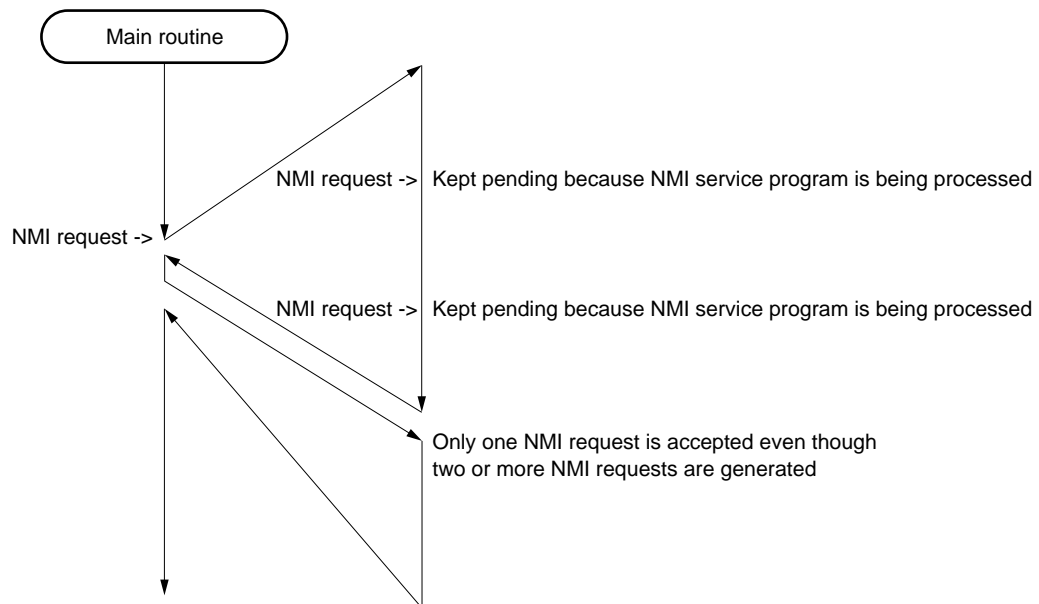 Main routine
NMI request -> Kept pending because NMI service program is being processed
NMI request ->
NMI request -> Kept pending because NMI service program is being processed
Only one NMI request is accepted even though
two or more NMI requests are generated